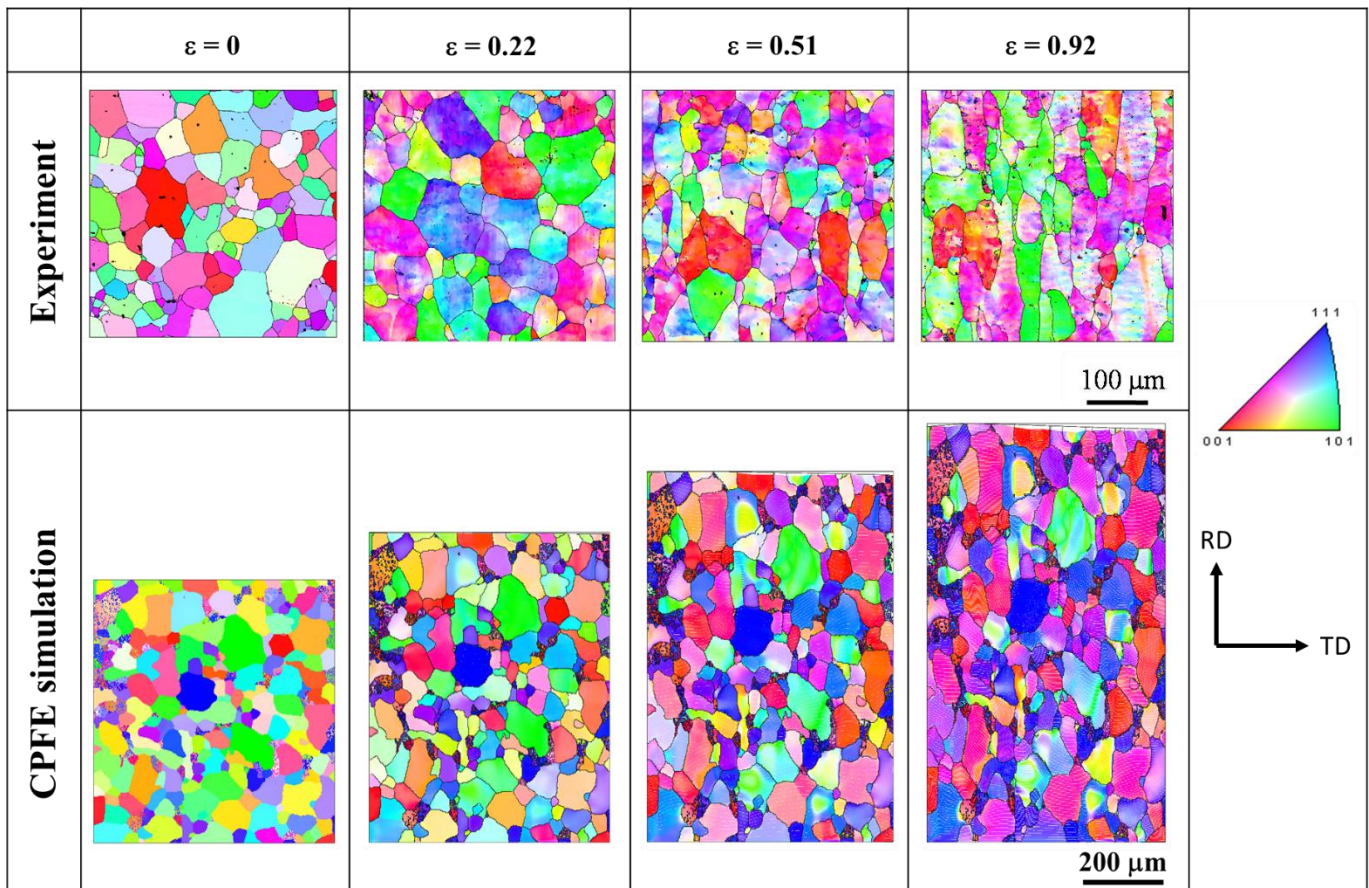 ε = 0
ε = 0.22
ε = 0.51
ε = 0.92
Experiment
100 μm
111
001
101
RD
TD
CPFE simulation
200 μm